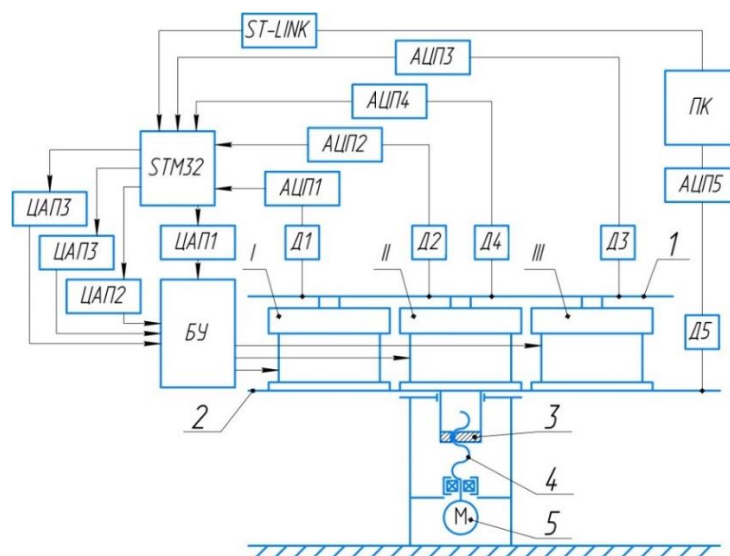 ST-LINK
АЦП3
АЦП4
ПК
АЦП2
STM32
АЦП1
АЦП5
ЦАП3
ЦАП3
ЦАП1
Д1
Д2
Д4
Д3
1
I
II
III
ЦАП2
БУ
Д5
2
3
4
М
5